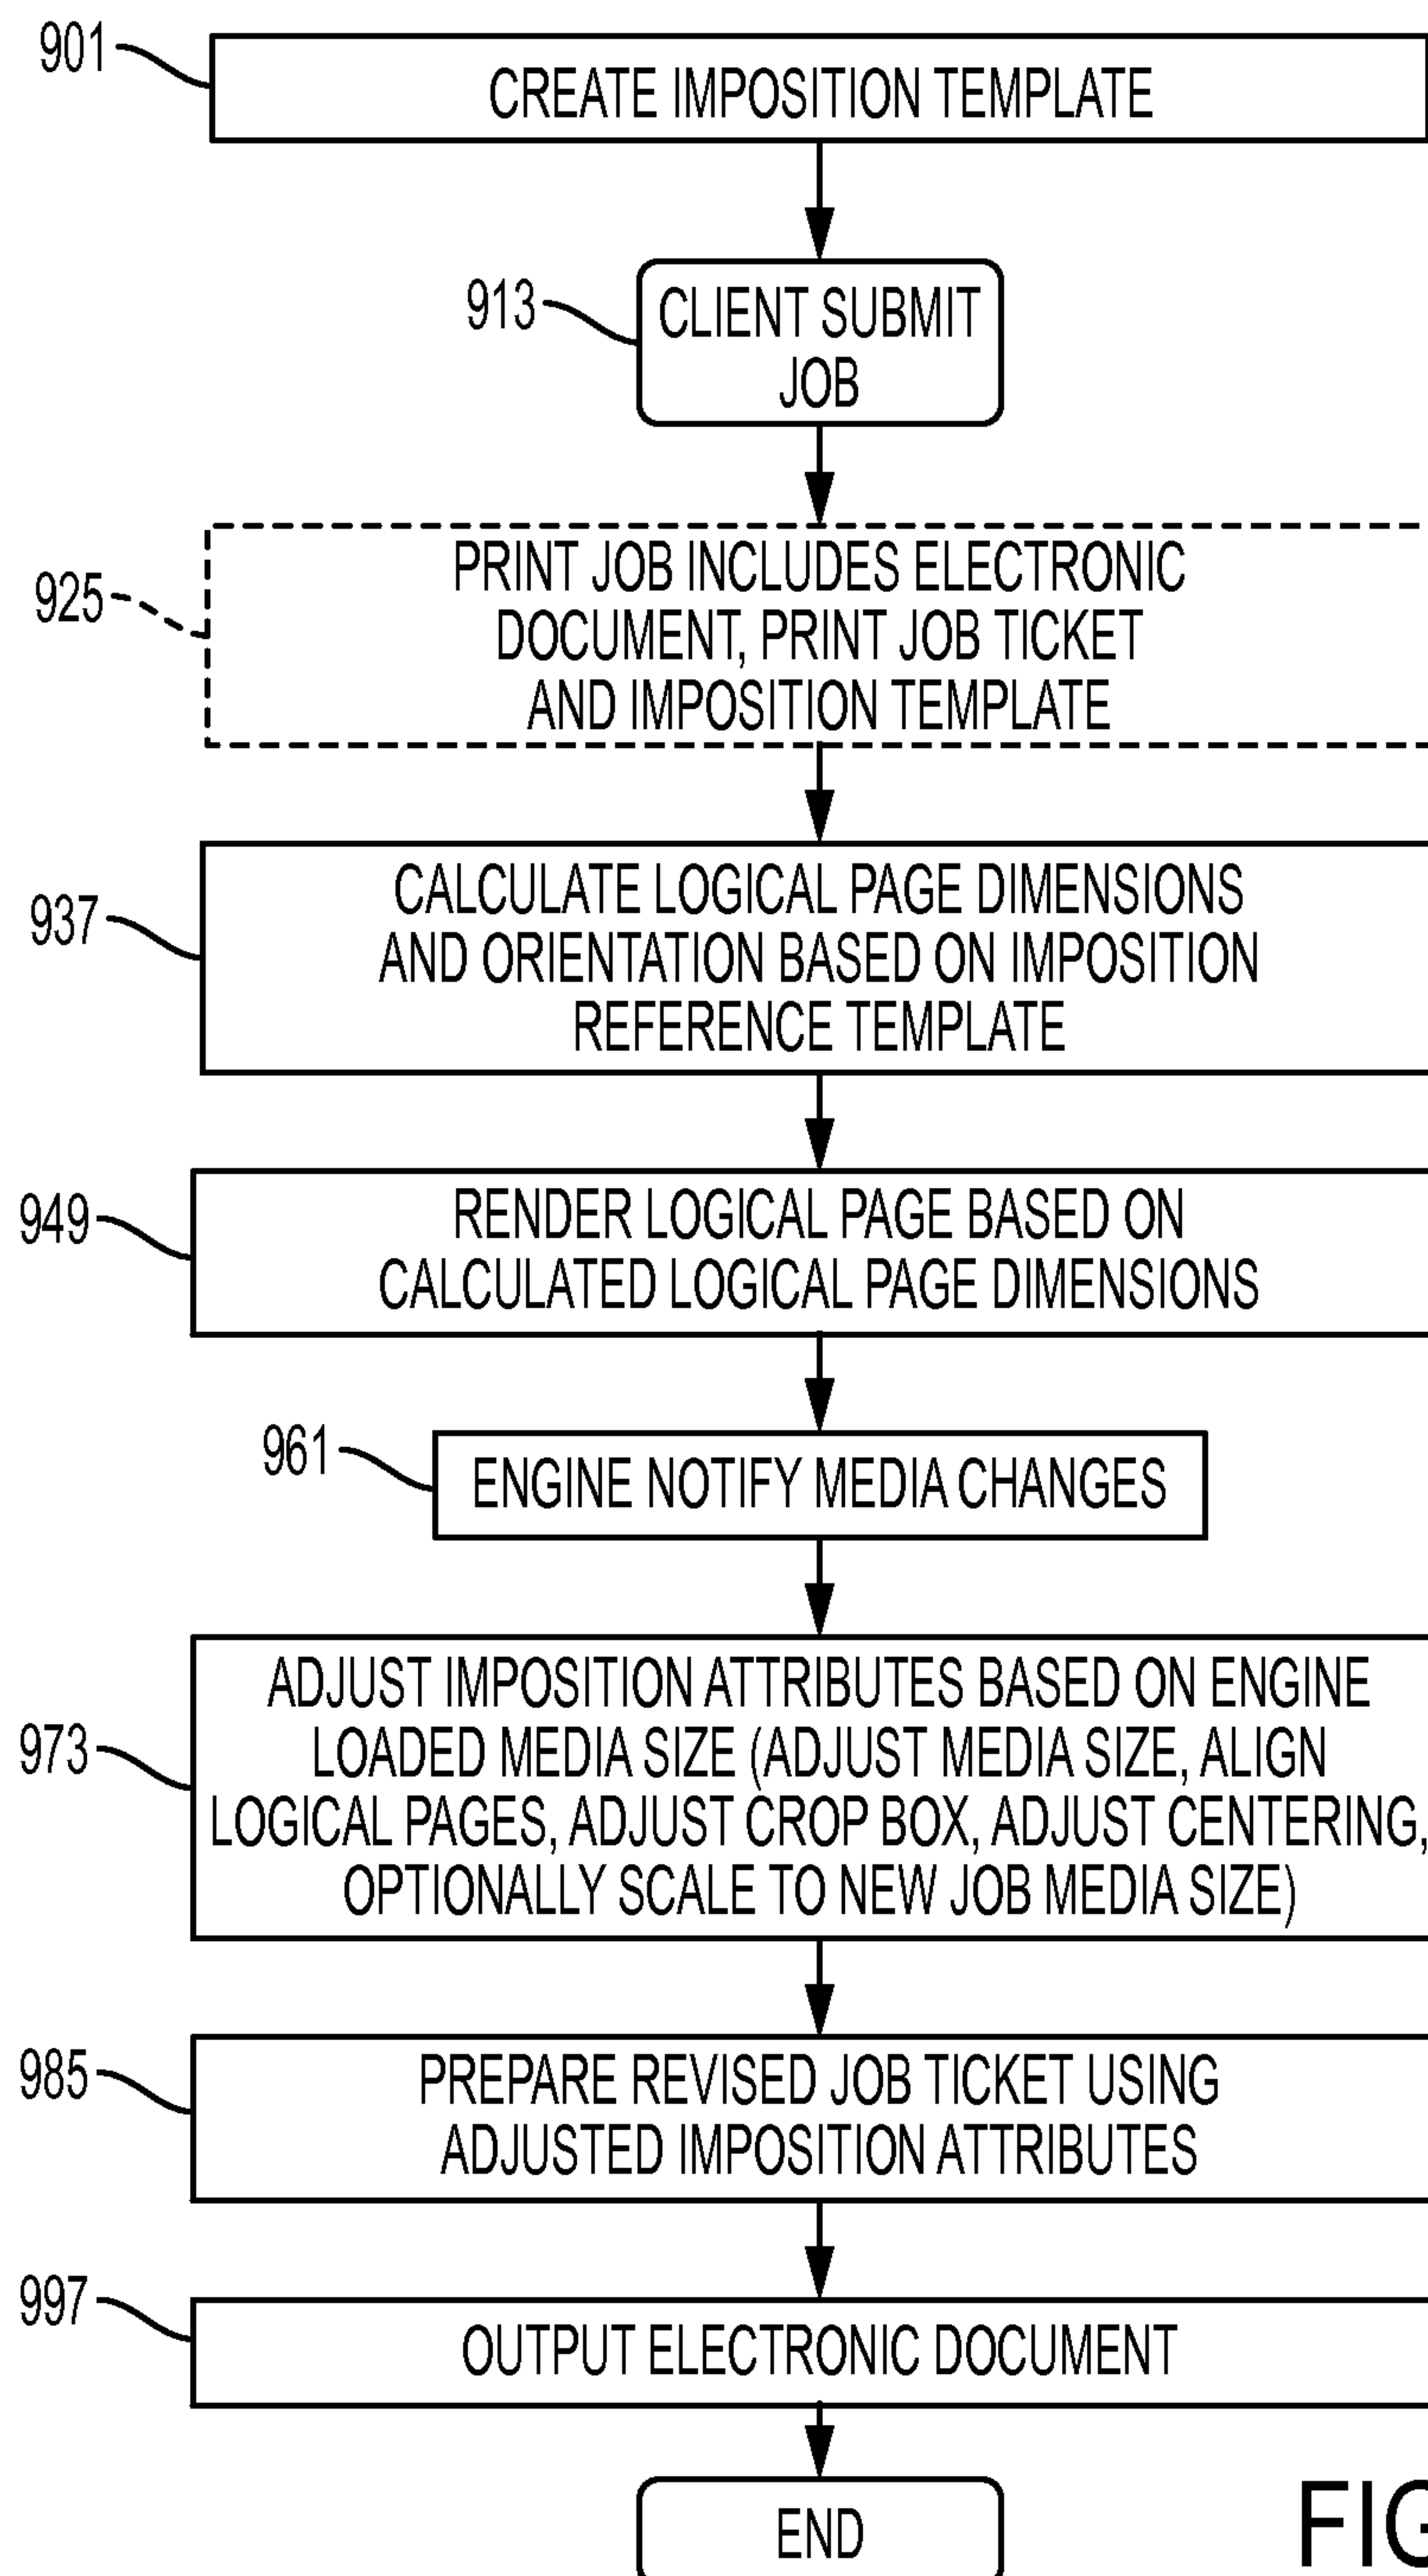 901
CREATE IMPOSITION TEMPLATE
913
CLIENT SUBMIT
JOB
925
PRINT JOB INCLUDES ELECTRONIC
DOCUMENT, PRINT JOB TICKET
AND IMPOSITION TEMPLATE
937
CALCULATE LOGICAL PAGE DIMENSIONS
AND ORIENTATION BASED ON IMPOSITION
REFERENCE TEMPLATE
949
RENDER LOGICAL PAGE BASED ON
CALCULATED LOGICAL PAGE DIMENSIONS
961
ENGINE NOTIFY MEDIA CHANGES
973
ADJUST IMPOSITION ATTRIBUTES BASED ON ENGINE
LOADED MEDIA SIZE (ADJUST MEDIA SIZE, ALIGN
LOGICAL PAGES, ADJUST CROP BOX, ADJUST CENTERING,
OPTIONALLY SCALE TO NEW JOB MEDIA SIZE)
985
PREPARE REVISED JOB TICKET USING
ADJUSTED IMPOSITION ATTRIBUTES
997
OUTPUT ELECTRONIC DOCUMENT
END
FIG